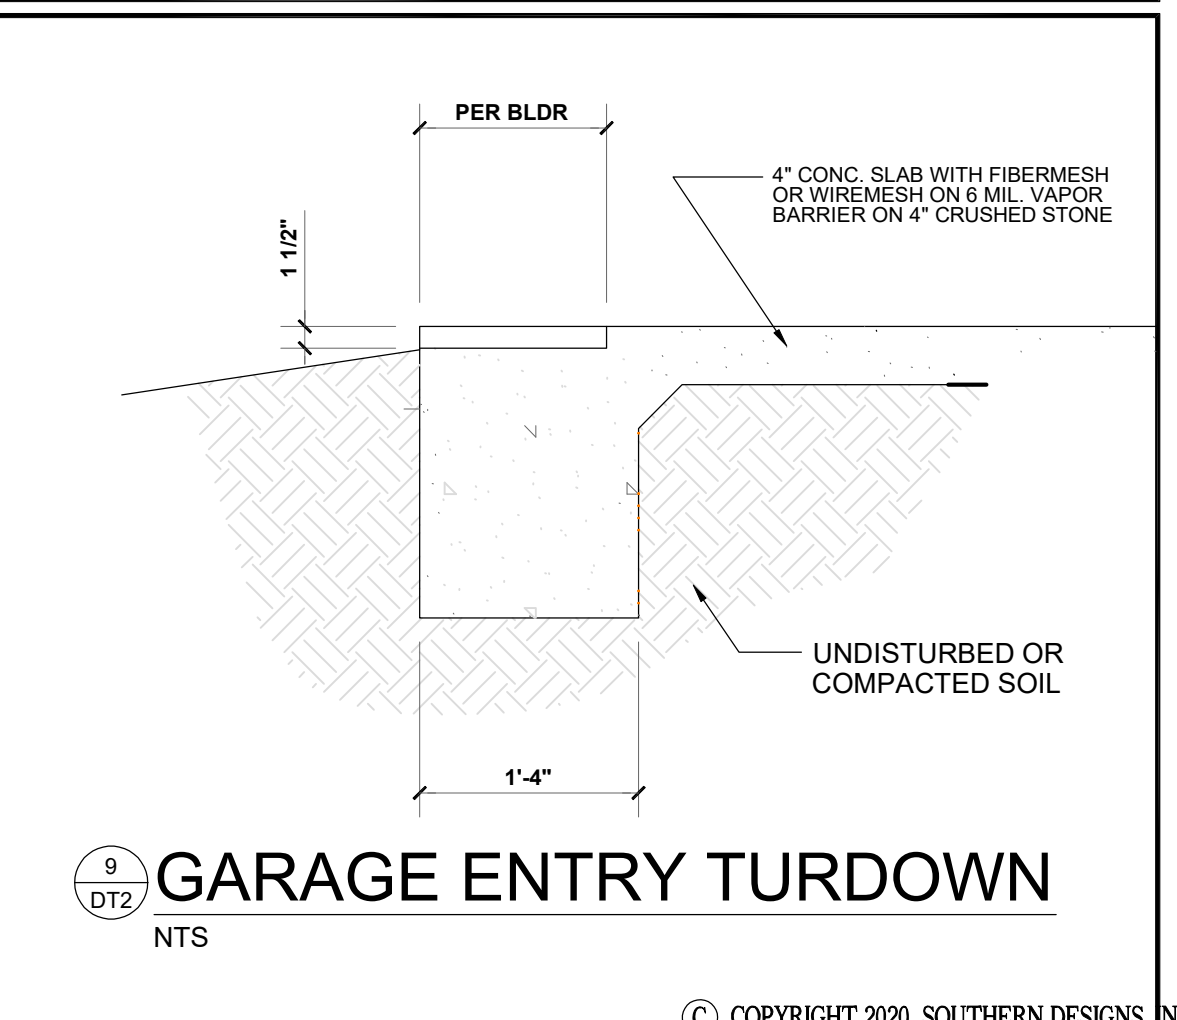 PER BLDR
1 1/2"
4" CONC. SLAB WITH FIBERMESH
OR WIREMESH ON 6 MIL. VAPOR
BARRIER ON 4" CRUSHED STONE
UNDISTURBED OR
COMPACTED SOIL
1'-4"
9
DT2
GARAGE ENTRY TURDOWN
NTS
© COPYRIGHT 2020 SOUTHERN DESIGNS, IN